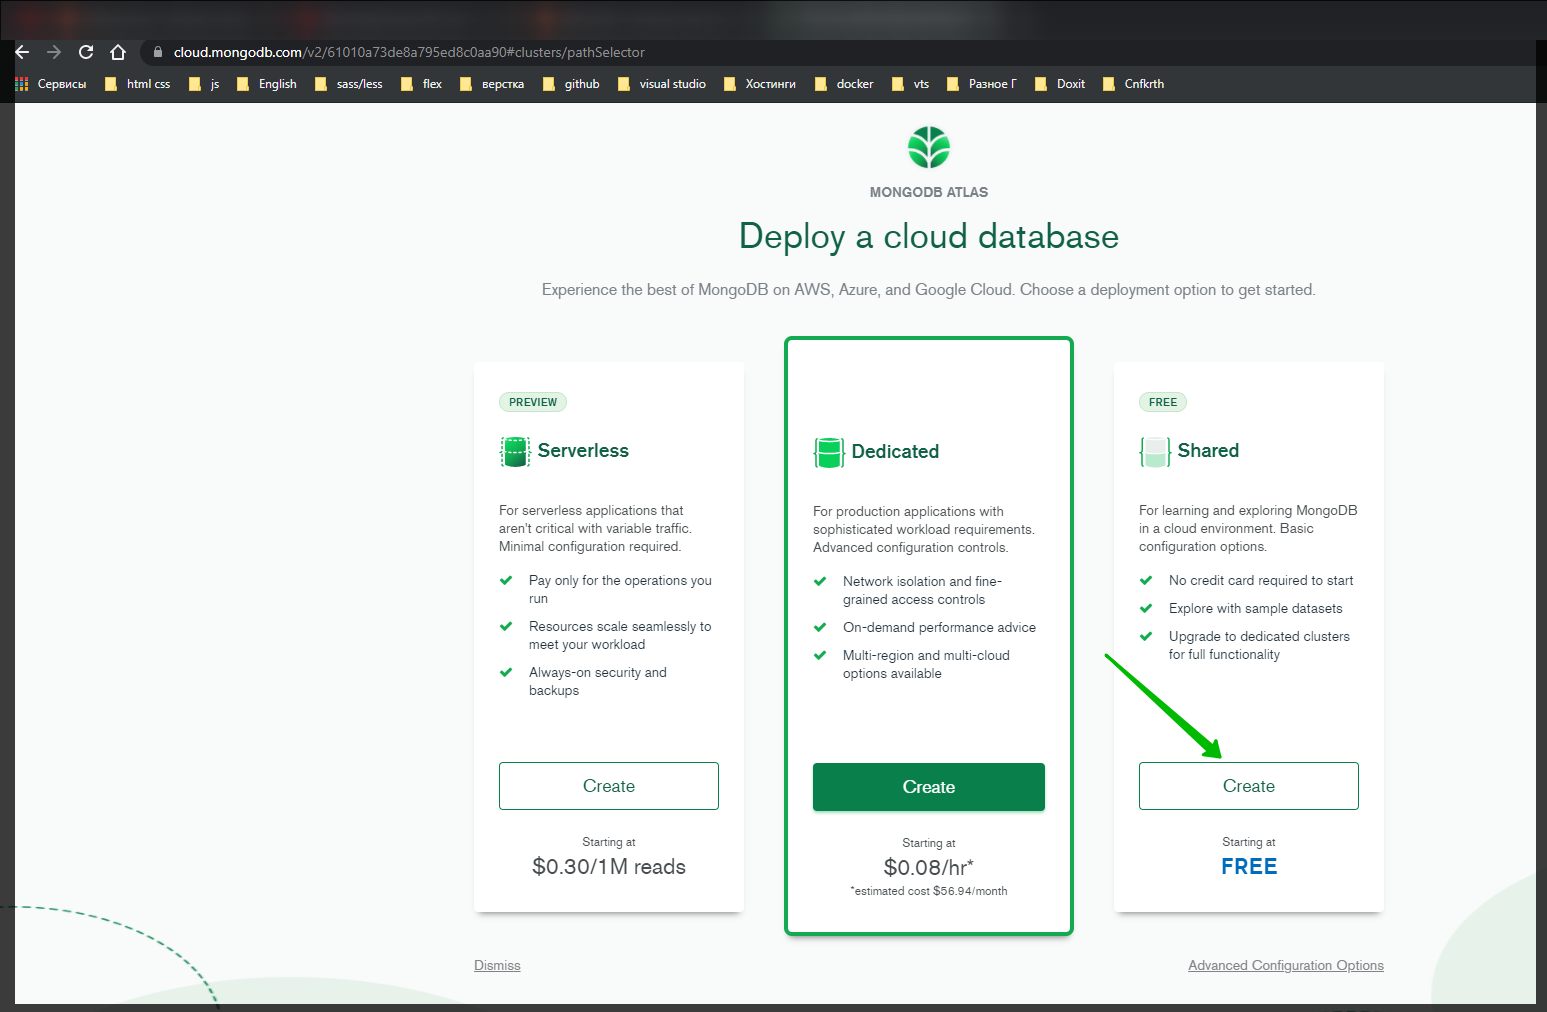 cloud.mongodb.com/v2/61010a73de8a795ed8c0aa90#clusters/pathSelector
Сервисы html css js English sass/less flex верстка github visual studio Хостинги docker vts Разное Г Doxit Cnfkrth
MONGODB ATLAS
Deploy a cloud database
Experience the best of MongoDB on AWS, Azure, and Google Cloud. Choose a deployment option to get started.
PREVIEW
Serverless
For serverless applications that
aren't critical with variable traffic.
Minimal configuration required.
Pay only for the operations you
run
Resources scale seamlessly to
meet your workload
Always-on security and
backups
Create
Starting at
$0.30/1M reads
Dedicated
For production applications with
sophisticated workload requirements.
Advanced configuration controls.
Network isolation and fine-
grained access controls
On-demand performance advice
Multi-region and multi-cloud
options available
Create
Starting at
$0.08/hr*
*estimated cost $56.94/month
FREE
Shared
For learning and exploring MongoDB
in a cloud environment. Basic
configuration options.
No credit card required to start
Explore with sample datasets
Upgrade to dedicated clusters
for full functionality
Create
Starting at
FREE
Dismiss
Advanced Configuration Options